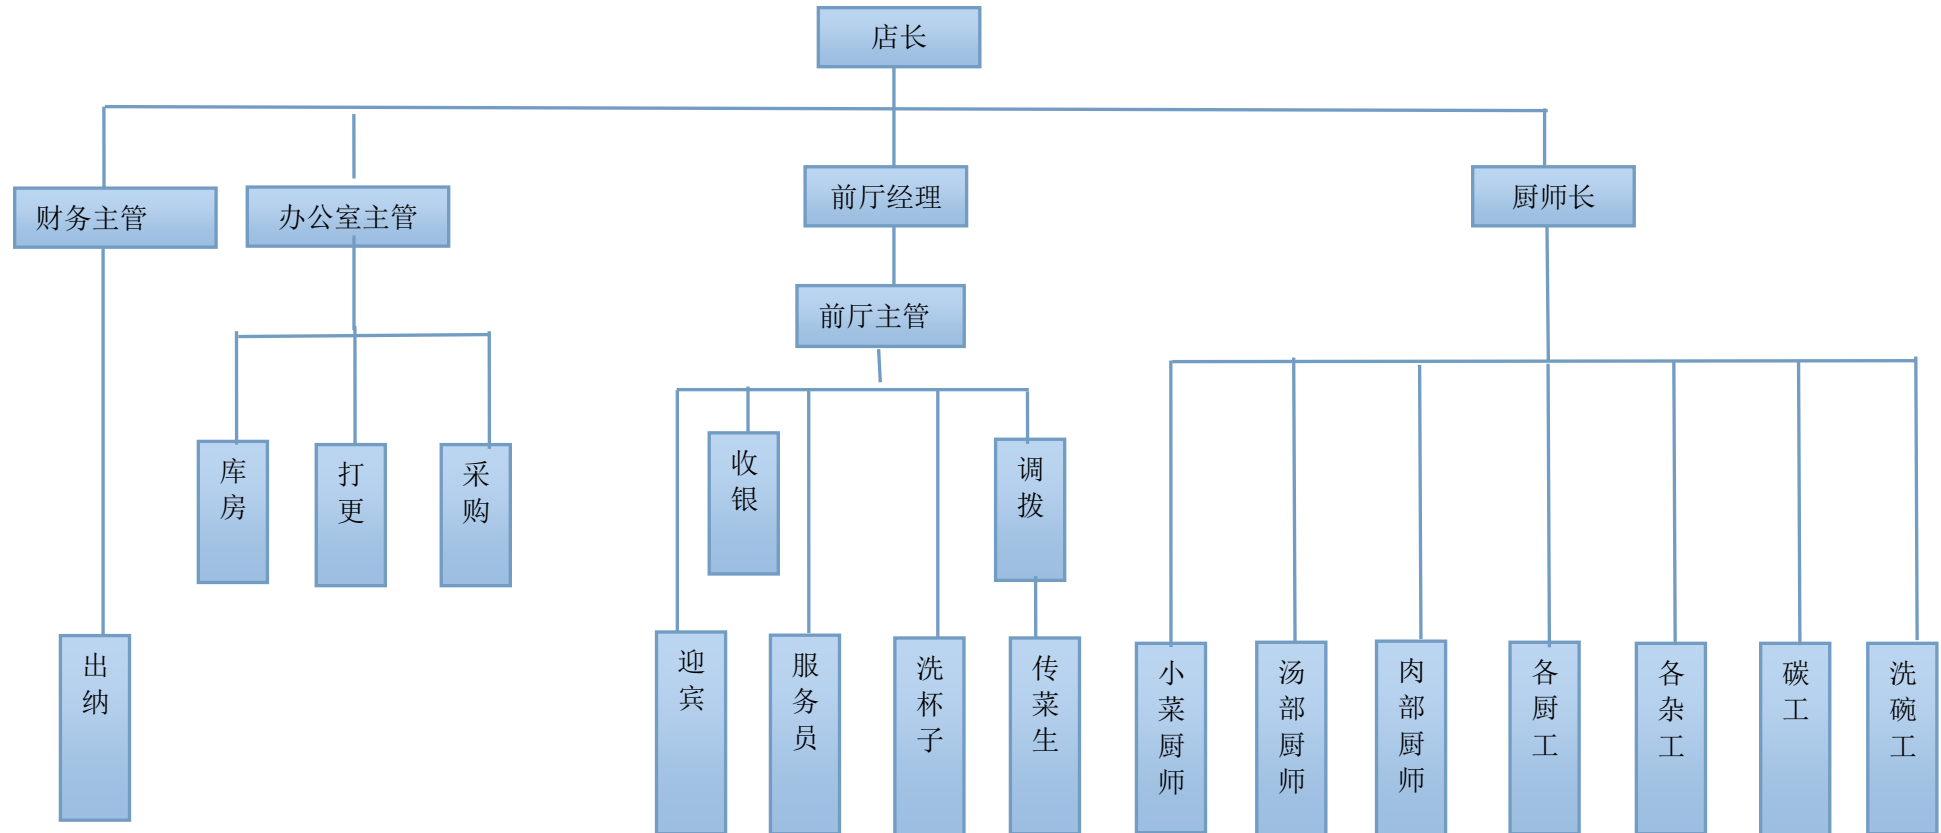 店长
财务主管
办公室主管
前厅经理
厨师长
前厅主管
库房
打更
采购
收银
调拨
出纳
迎宾
服务员
洗杯子
传菜生
小菜厨师
汤部厨师
肉部厨师
各厨工
各杂工
碳工
洗碗工